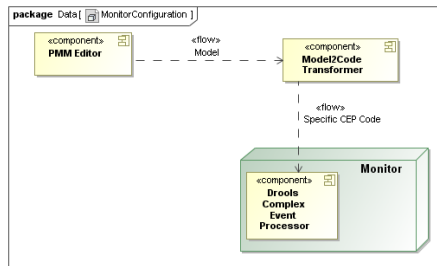 package Data[ MonitorConfiguration ]
«component»
PMM Editor
«flow»
Model
«component»
Model2Code
Transformer
«flow»
Specific CEP Code
Monitor
«component»
Drools
Complex
Event
Processor